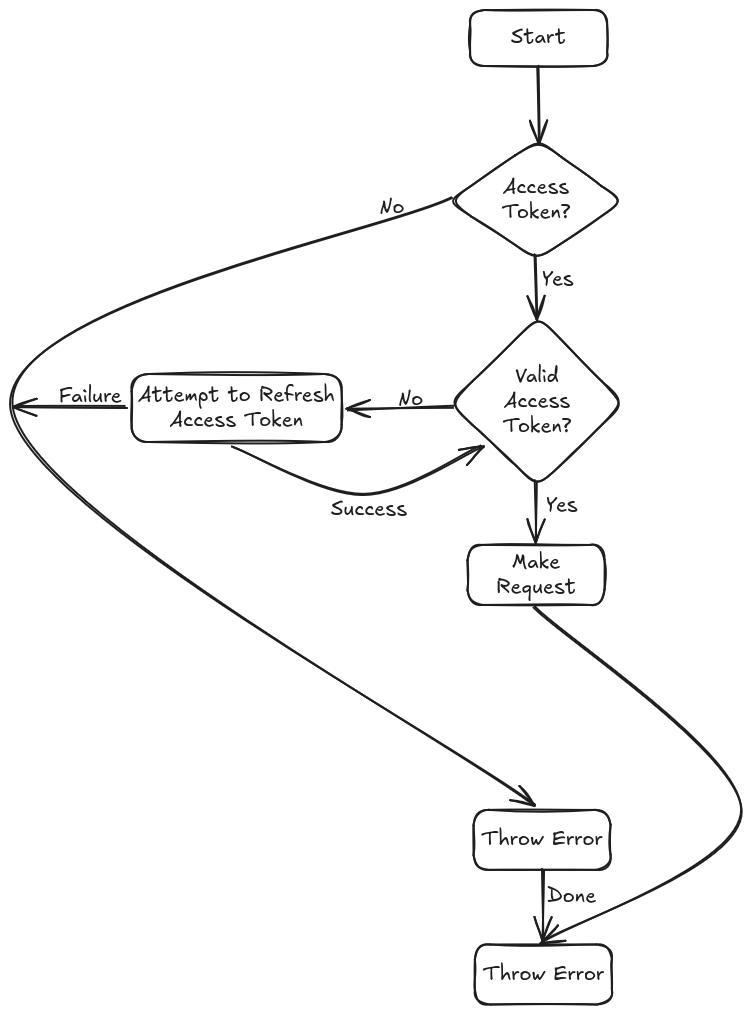 Start
Access
Token?
No
Yes
Valid
Access
Token?
No
Attempt to Refresh
Access Token
Failure
Success
Yes
Make
Request
Throw Error
Done
Throw Error